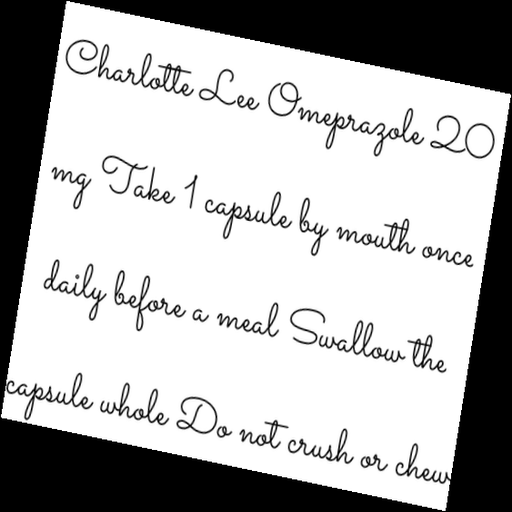 Charlotte Lee Omeprazole 20
mg Take 1 capsule by mouth once
daily before a meal Swallow the
capsule whole Do not crush or chew